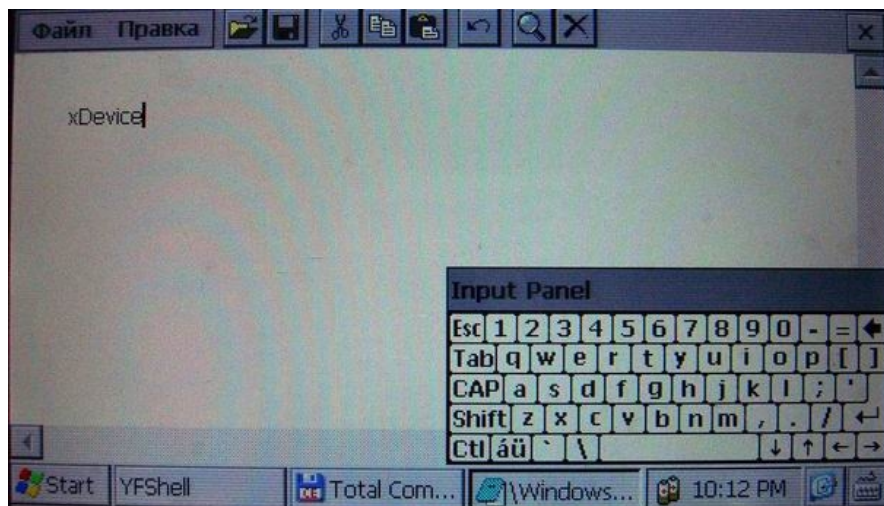 Файл Правка
xDevice
Input Panel
Esc 1 2 3 4 5 6 7 8 9 0 - =
Tab q w e r t y u i o p [ ]
CAP a s d f g h j k l ; '
Shift z x c v b n m , . /
Ctl áü ` \
Start YFShell CE Total Com... \Windows... 10:12 PM